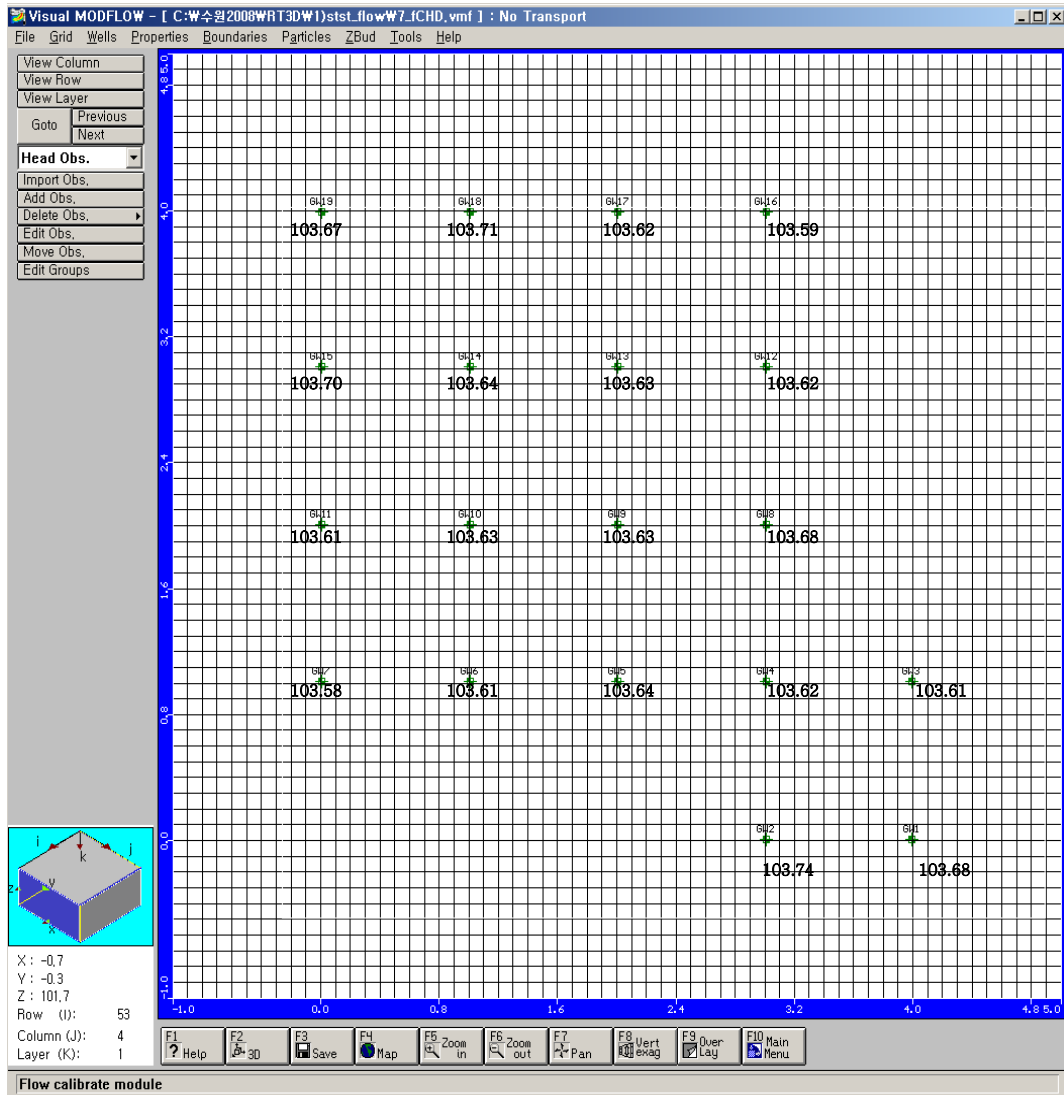 Visual MODFLOW - [ C:₩수원2008₩RT3D₩1)stst_flow₩7_fCHD.vmf ] : No Transport
File Grid Wells Properties Boundaries Particles ZBud Tools Help
View Column
View Row
View Layer
Goto
Previous
Next
Head Obs.
Import Obs.
Add Obs.
Delete Obs.
Edit Obs.
Move Obs.
Edit Groups
5.0
4.8
4.0
3.2
2.4
1.6
0.8
0.0
-1.0
GW19 GW18 GW17 GW16
103.67 103.71 103.62 103.59
GW15 GW14 GW13 GW12
103.70 103.64 103.63 103.62
GW11 GW10 GW9 GW8
103.61 103.63 103.63 103.68
GW7 GW6 GW5 GW4 GW3
103.58 103.61 103.64 103.62 103.61
GW2 GW1
103.74 103.68
-1.0 0.0 0.8 1.6 2.4 3.2 4.0 4.8 5.0
i
k
j
z
y
x
X : -0.7
Y : -0.3
Z : 101.7
Row (I): 53
Column (J): 4
Layer (K): 1
F1 ? Help
F2 3D
F3 Save
F4 Map
F5 Zoom in
F6 Zoom out
F7 Pan
F8 Vert exag
F9 Over Lay
F10 Main Menu
Flow calibrate module